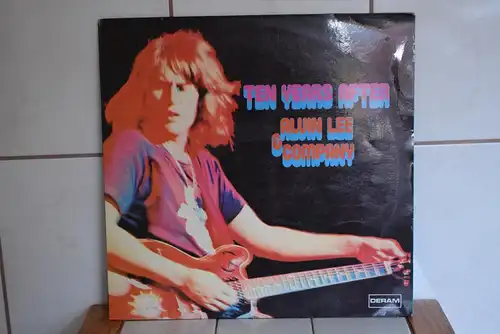 TEN YEARS AFTER
ALVIN LEE
& COMPANY
DERAM